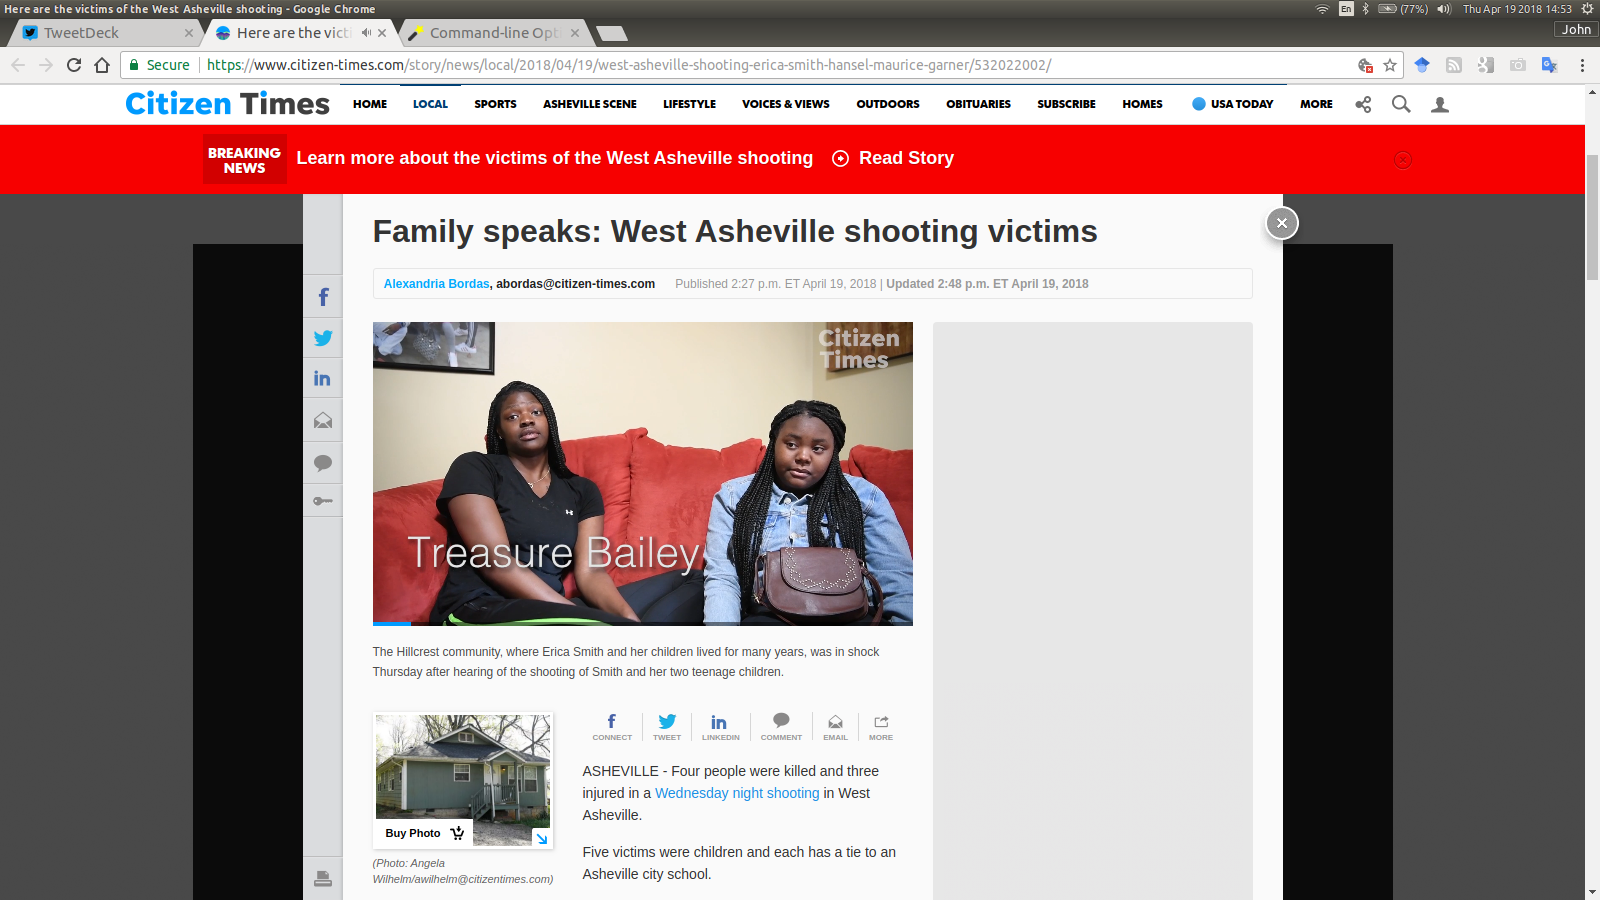 Here are the victims of the West Asheville shooting - Google Chrome
En
(77%)
Thu Apr 19 2018 14:53
TweetDeck
Here are the vict
Command-line Opt
John
Secure
https://www.citizen-times.com/story/news/local/2018/04/19/west-asheville-shooting-erica-smith-hansel-maurice-garner/532022002/
Citizen Times
HOME
LOCAL
SPORTS
ASHEVILLE SCENE
LIFESTYLE
VOICES & VIEWS
OUTDOORS
OBITUARIES
SUBSCRIBE
HOMES
USA TODAY
MORE
BREAKING
NEWS
Learn more about the victims of the West Asheville shooting
Read Story
Family speaks: West Asheville shooting victims
Alexandria Bordas, abordas@citizen-times.com
Published 2:27 p.m. ET April 19, 2018 | Updated 2:48 p.m. ET April 19, 2018
Citizen
Times
Treasure Bailey
The Hillcrest community, where Erica Smith and her children lived for many years, was in shock
Thursday after hearing of the shooting of Smith and her two teenage children.
Buy Photo
(Photo: Angela
Wilhelm/awilhelm@citizentimes.com)
CONNECT
TWEET
LINKEDIN
COMMENT
EMAIL
MORE
ASHEVILLE - Four people were killed and three
injured in a Wednesday night shooting in West
Asheville.
Five victims were children and each has a tie to an
Asheville city school.